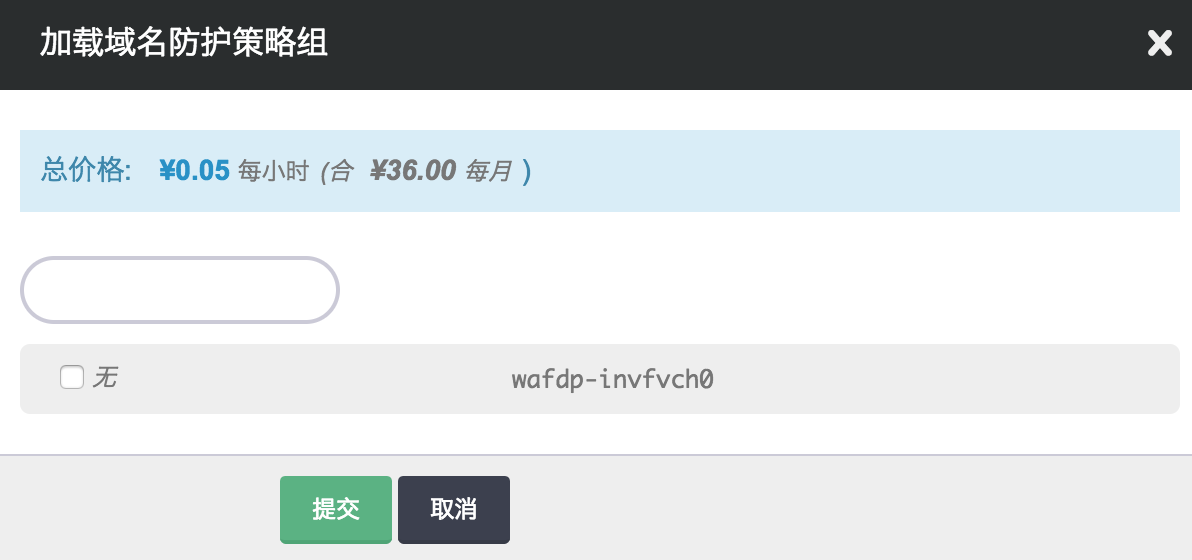 加载域名防护策略组
总价格: ¥0.05 每小时 (合 ¥36.00 每月 )
无 wafdp-invfvch0
提交 取消